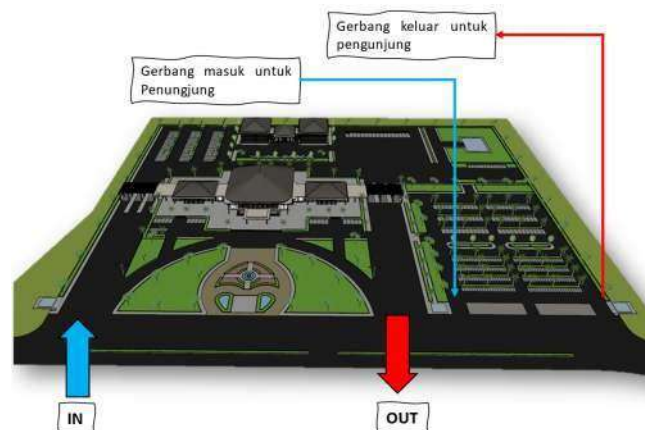 Gerbang keluar untuk
pengunjung
Gerbang masuk untuk
Penungjung
IN
OUT